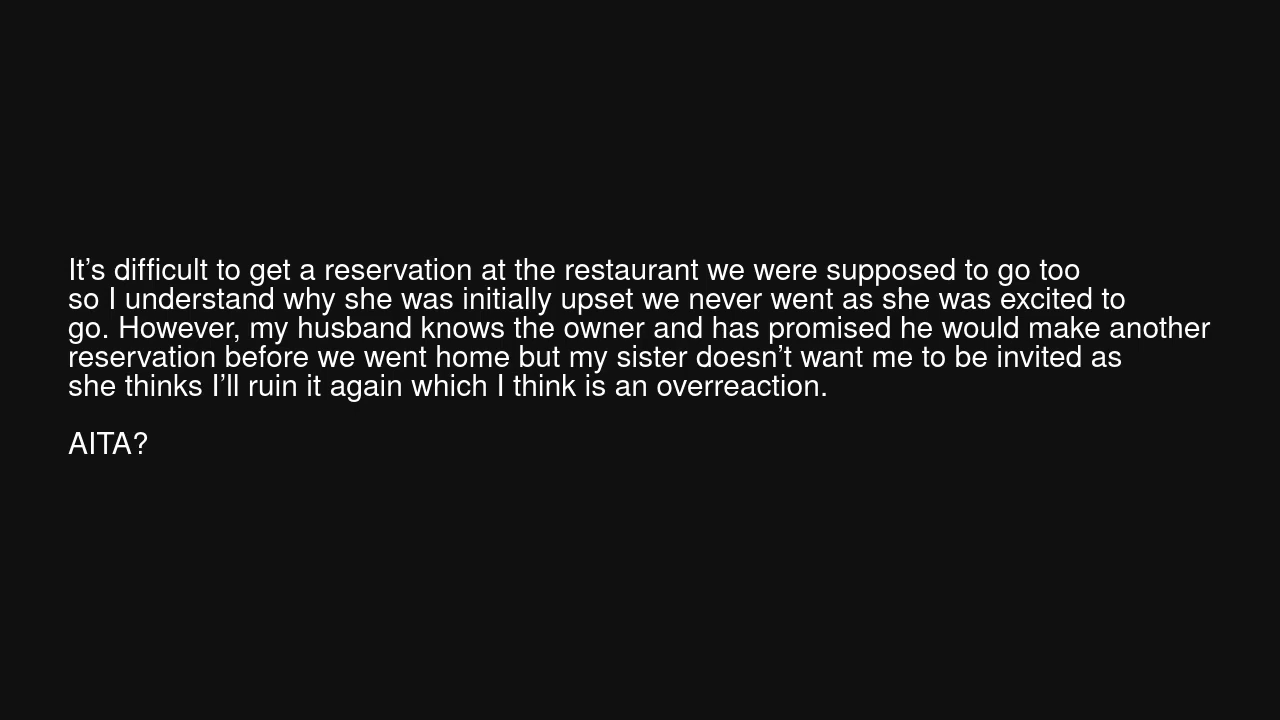 It’s difficult to get a reservation at the restaurant we were supposed to go too
so I understand why she was initially upset we never went as she was excited to
go. However, my husband knows the owner and has promised he would make another
reservation before we went home but my sister doesn’t want me to be invited as
she thinks I’ll ruin it again which I think is an overreaction.
AITA?